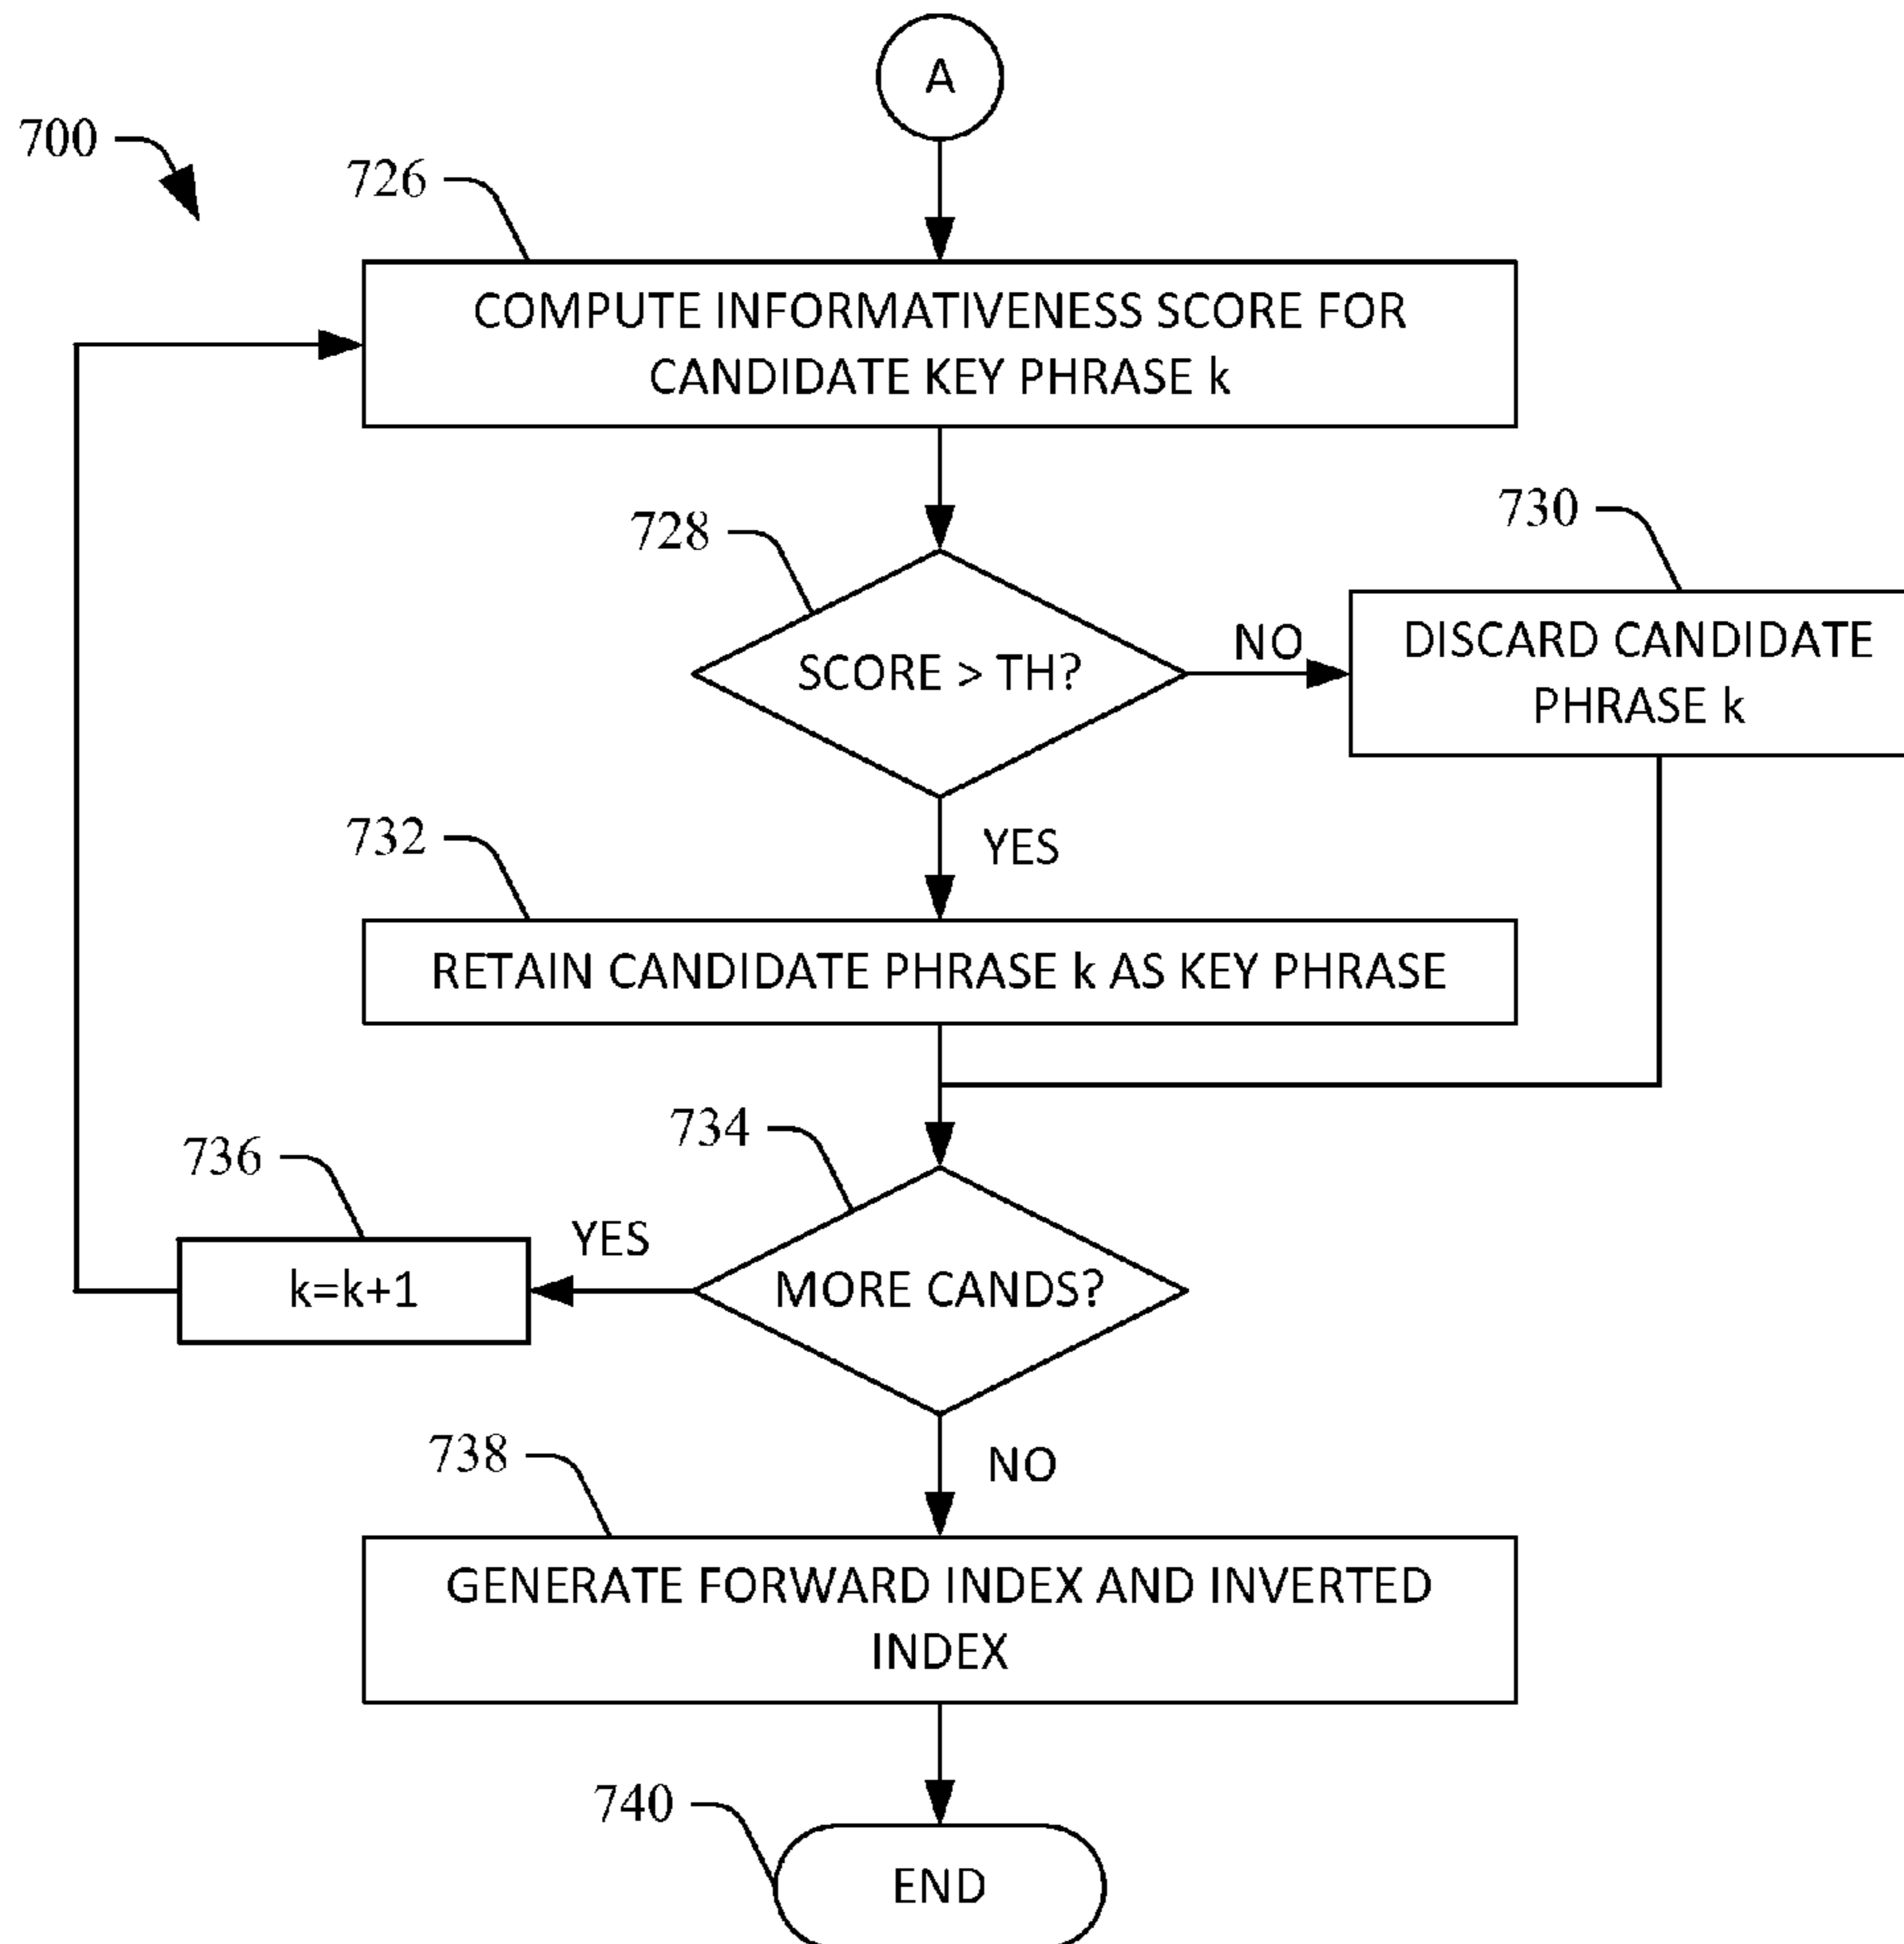 A
700
726
COMPUTE INFORMATIVENESS SCORE FOR
CANDIDATE KEY PHRASE k
728
SCORE > TH?
NO
730
DISCARD CANDIDATE
PHRASE k
YES
732
RETAIN CANDIDATE PHRASE k AS KEY PHRASE
734
MORE CANDS?
YES
736
k=k+1
NO
738
GENERATE FORWARD INDEX AND INVERTED
INDEX
740
END